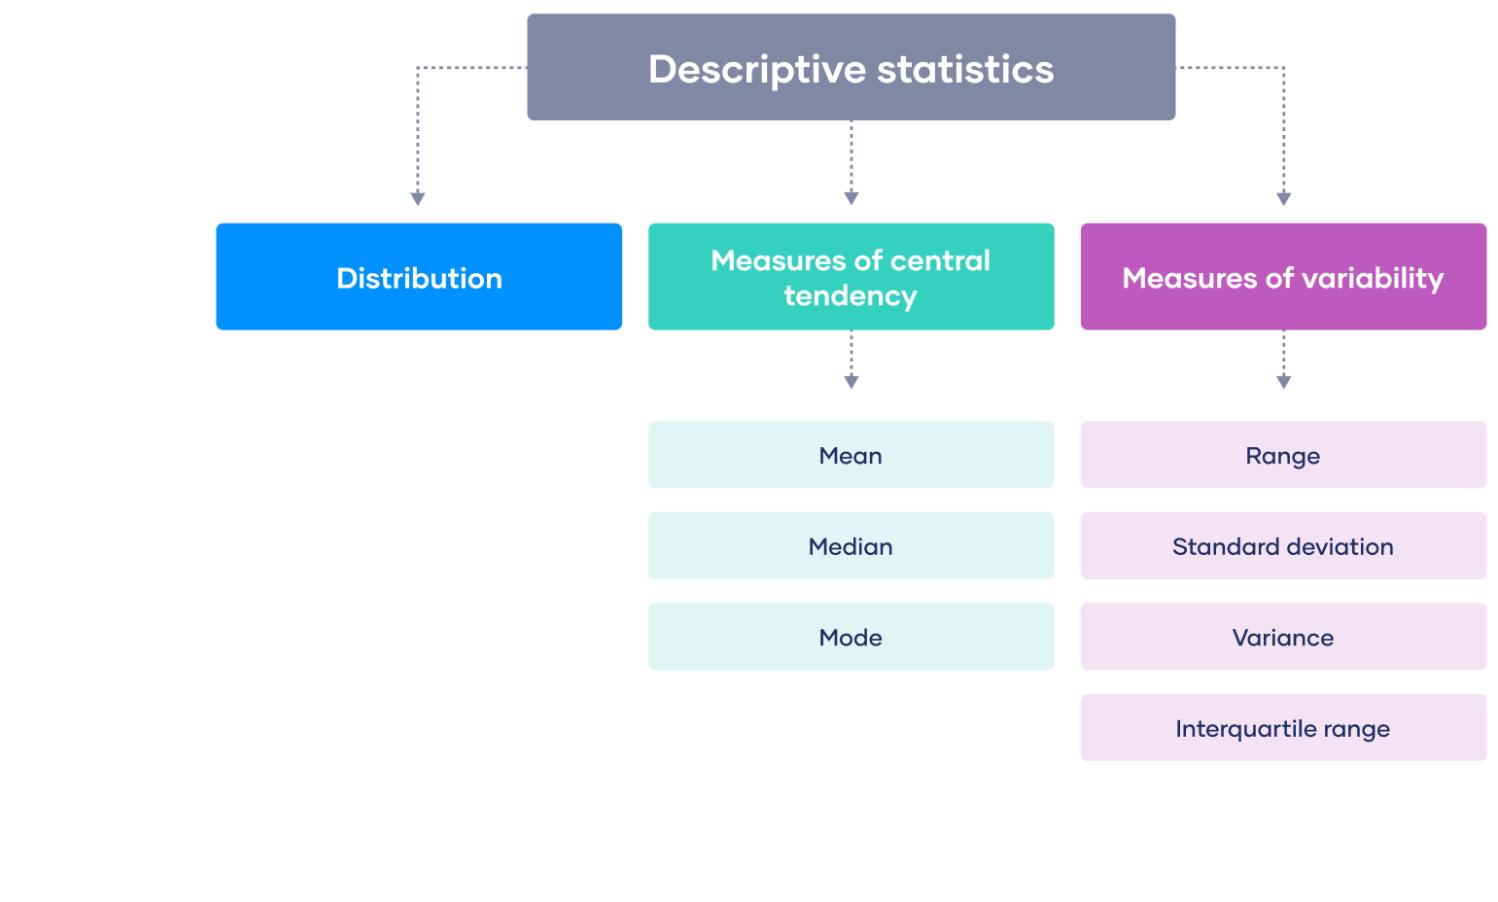 Descriptive statistics
Distribution
Measures of central
tendency
Measures of variability
Mean
Median
Mode
Range
Standard deviation
Variance
Interquartile range